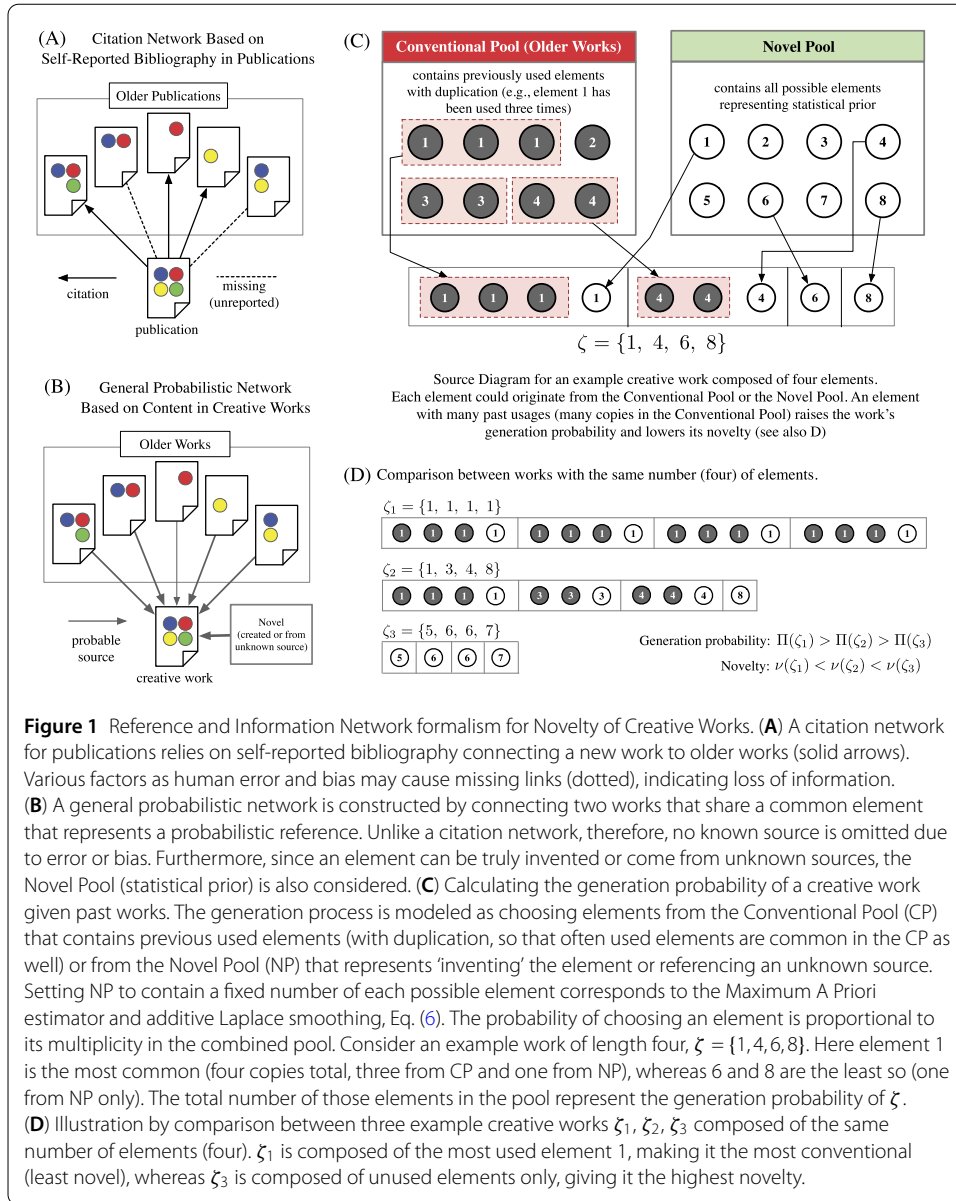 (A)
Citation Network Based on
Self-Reported Bibliography in Publications
Older Publications
citation
publication
missing
(unreported)
(B)
General Probabilistic Network
Based on Content in Creative Works
Older Works
probable
source
Novel
(created or from
unknown source)
creative work
(C)
Conventional Pool (Older Works)
contains previously used elements
with duplication (e.g., element 1 has
been used three times)
1 1 1 2
3 3 4 4
Novel Pool
contains all possible elements
representing statistical prior
1 2 3 4
5 6 7 8
1 1 1 1 4 4 4 6 8
ζ = {1, 4, 6, 8}
Source Diagram for an example creative work composed of four elements.
Each element could originate from the Conventional Pool or the Novel Pool. An element
with many past usages (many copies in the Conventional Pool) raises the work's
generation probability and lowers its novelty (see also D)
(D) Comparison between works with the same number (four) of elements.
ζ₁ = {1, 1, 1, 1}
1 1 1 1 1 1 1 1 1 1 1 1 1 1 1 1
ζ₂ = {1, 3, 4, 8}
1 1 1 1 3 3 3 4 4 4 8
ζ₃ = {5, 6, 6, 7}
5 6 6 7
Generation probability: Π(ζ₁) > Π(ζ₂) > Π(ζ₃)
Novelty: ν(ζ₁) < ν(ζ₂) < ν(ζ₃)
Figure 1 Reference and Information Network formalism for Novelty of Creative Works. (A) A citation network
for publications relies on self-reported bibliography connecting a new work to older works (solid arrows).
Various factors as human error and bias may cause missing links (dotted), indicating loss of information.
(B) A general probabilistic network is constructed by connecting two works that share a common element
that represents a probabilistic reference. Unlike a citation network, therefore, no known source is omitted due
to error or bias. Furthermore, since an element can be truly invented or come from unknown sources, the
Novel Pool (statistical prior) is also considered. (C) Calculating the generation probability of a creative work
given past works. The generation process is modeled as choosing elements from the Conventional Pool (CP)
that contains previous used elements (with duplication, so that often used elements are common in the CP as
well) or from the Novel Pool (NP) that represents 'inventing' the element or referencing an unknown source.
Setting NP to contain a fixed number of each possible element corresponds to the Maximum A Priori
estimator and additive Laplace smoothing, Eq. (6). The probability of choosing an element is proportional to
its multiplicity in the combined pool. Consider an example work of length four, ζ = {1, 4, 6, 8}. Here element 1
is the most common (four copies total, three from CP and one from NP), whereas 6 and 8 are the least so (one
from NP only). The total number of those elements in the pool represent the generation probability of ζ.
(D) Illustration by comparison between three example creative works ζ₁, ζ₂, ζ₃ composed of the same
number of elements (four). ζ₁ is composed of the most used element 1, making it the most conventional
(least novel), whereas ζ₃ is composed of unused elements only, giving it the highest novelty.